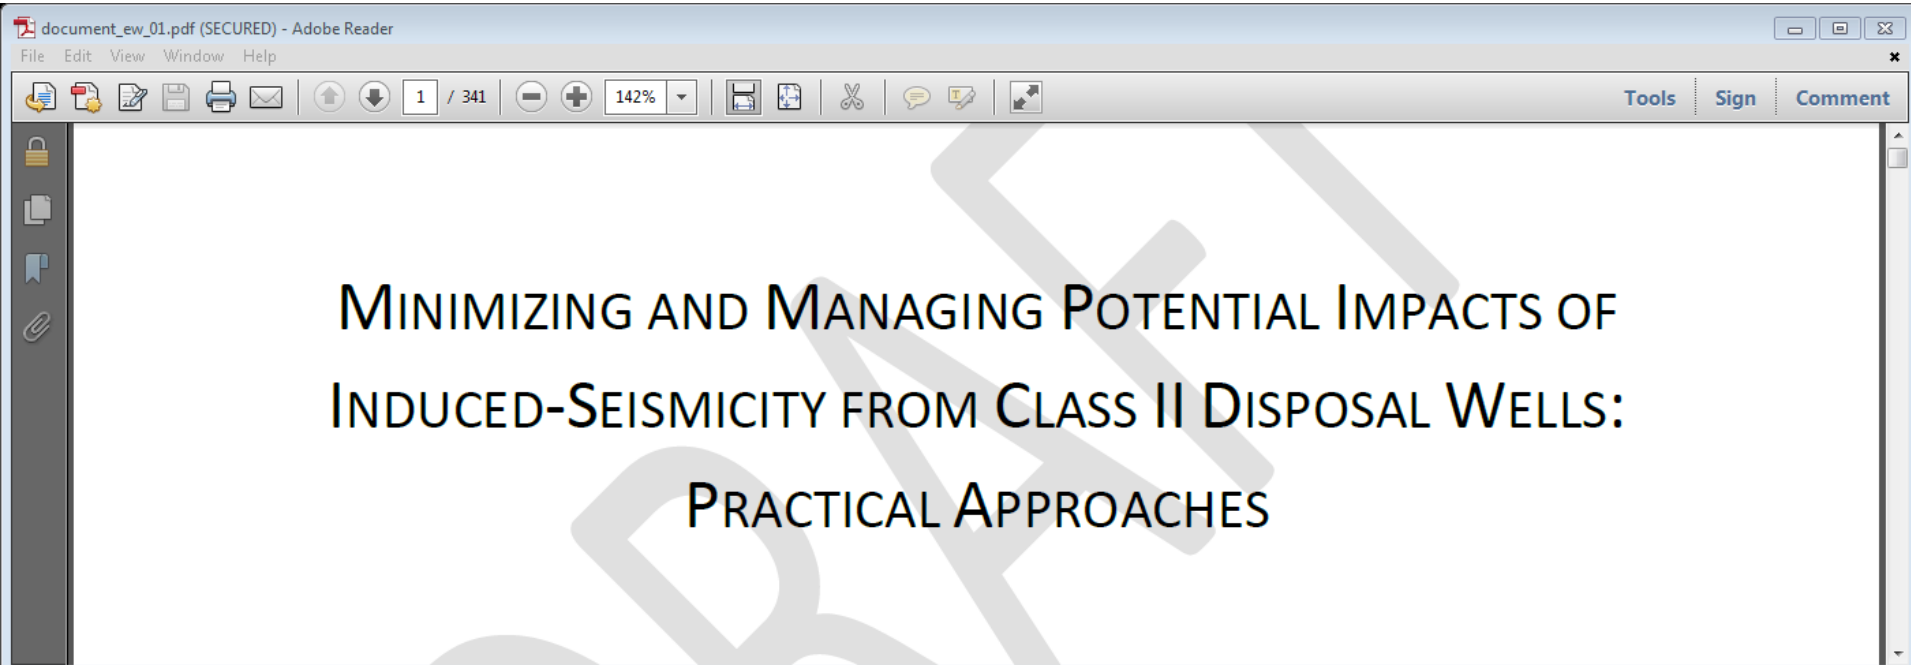 document_ew_01.pdf (SECURED) - Adobe Reader
File Edit View Window Help
1 / 341 142% Tools Sign Comment
MINIMIZING AND MANAGING POTENTIAL IMPACTS OF
INDUCED-SEISMICITY FROM CLASS II DISPOSAL WELLS:
PRACTICAL APPROACHES
DRAFT